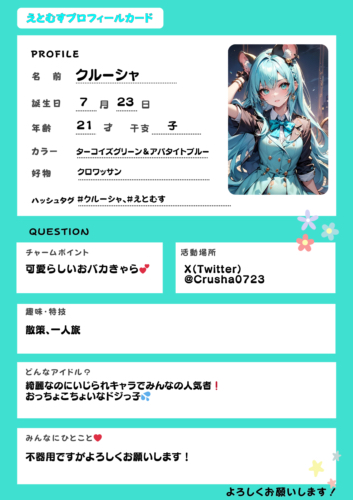 えとむすプロフィールカード
PROFILE
名 前 クルーシャ
誕生日 7 月 23 日
年齢 21 才 干支 子
カラー ターコイズグリーン&アパタイトブルー
好物 クロワッサン
ハッシュタグ #クルーシャ、#えとむす
QUESTION
チャームポイント
可愛らしいおバカきゃら💕
活動場所
X(Twitter)
@Crusha0723
趣味・特技
散策、一人旅
どんなアイドル？
綺麗なのにいじられキャラでみんなの人気者❗
おっちょこちょいなドジっ子💦
みんなにひとこと❤
不器用ですがよろしくお願いします！
よろしくお願いします！